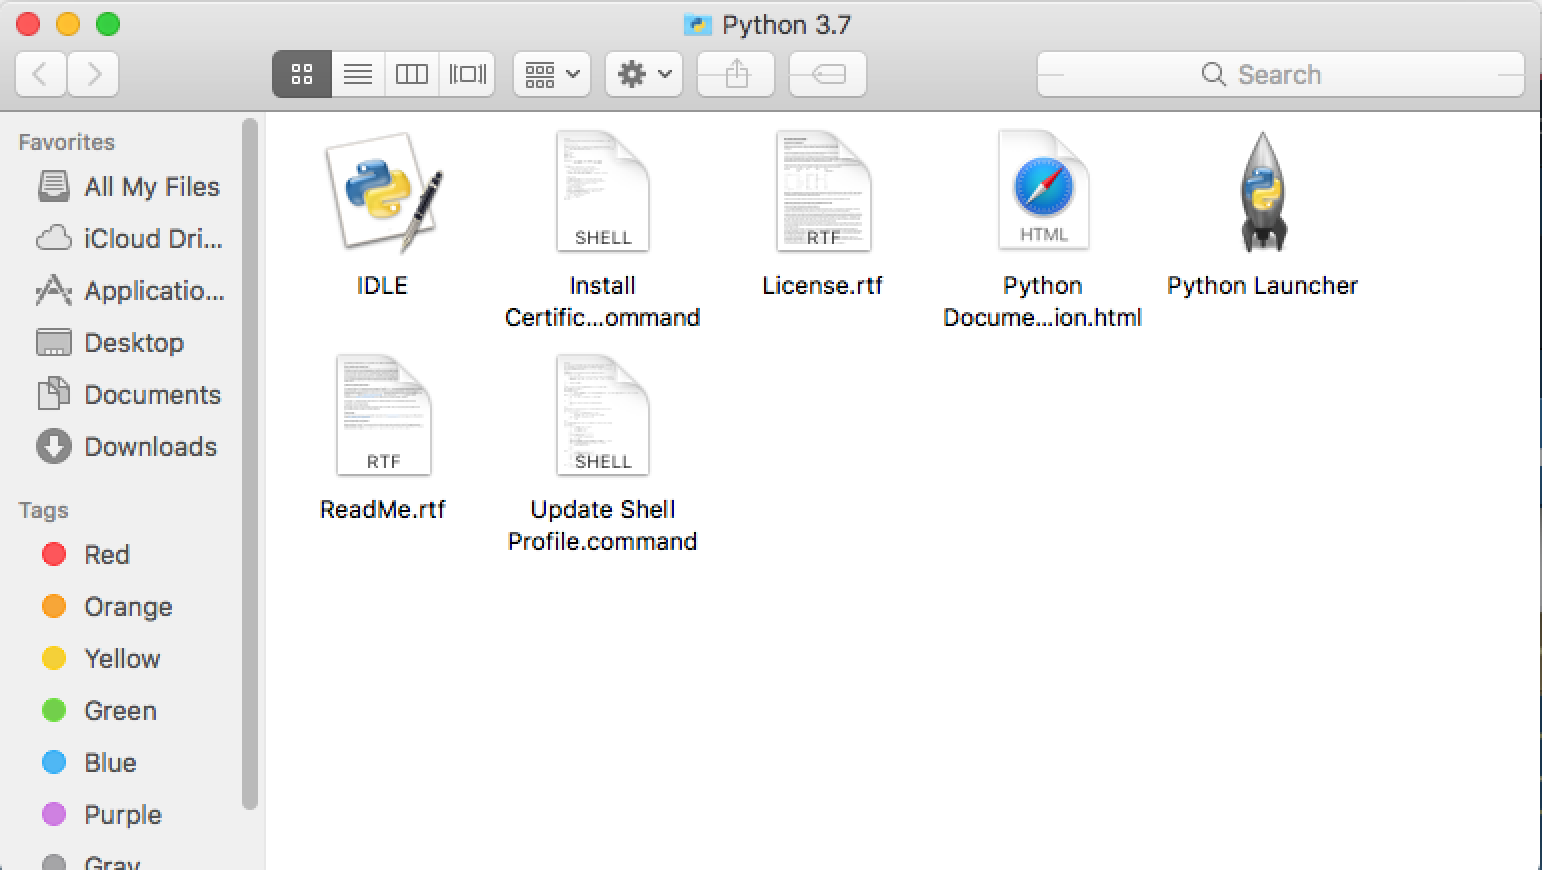 Python 3.7
Search
Favorites
All My Files
iCloud Dri...
Applicatio...
Desktop
Documents
Downloads
Tags
Red
Orange
Yellow
Green
Blue
Purple
Gray
IDLE
SHELL
Install
Certific...ommand
RTF
License.rtf
HTML
Python
Docume...ion.html
Python Launcher
RTF
ReadMe.rtf
SHELL
Update Shell
Profile.command